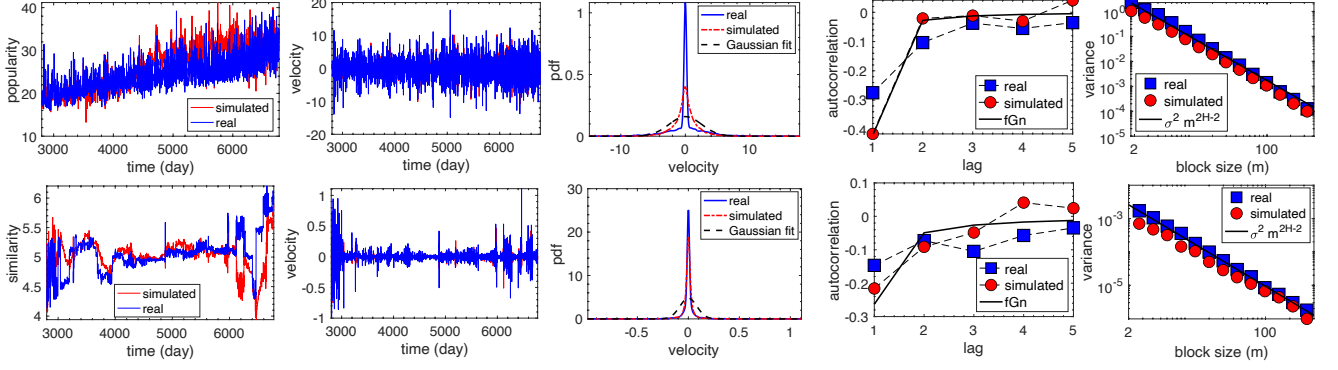 popularity
40
30
20
10
simulated
real
3000 4000 5000 6000
time (day)
velocity
20
10
0
-10
-20
3000 4000 5000 6000
time (day)
pdf
1
0.5
0
real
simulated
Gaussian fit
-10 0 10
velocity
autocorrelation
0
-0.1
-0.2
-0.3
-0.4
real
simulated
fGn
1 2 3 4 5
lag
variance
10^0
10^-1
10^-2
10^-3
10^-4
10^-5
real
simulated
σ^2 m^2H-2
2 100
block size (m)
similarity
6
5.5
5
4.5
4
simulated
real
3000 4000 5000 6000
time (day)
velocity
1
0.5
0
-0.5
-1
3000 4000 5000 6000
time (day)
pdf
30
20
10
0
real
simulated
Gaussian fit
-1 -0.5 0 0.5 1
velocity
autocorrelation
0.1
0
-0.1
-0.2
-0.3
real
simulated
fGn
1 2 3 4 5
lag
variance
10^-3
10^-5
real
simulated
σ^2 m^2H-2
2 100
block size (m)